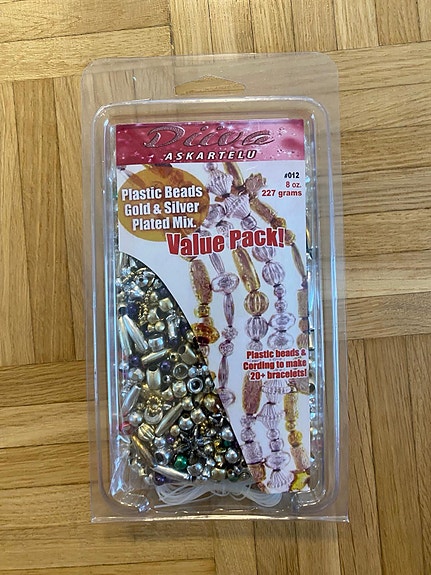 Diiva
ASKARTELU
#012
8 oz.
227 grams
Plastic Beads
Gold & Silver
Plated Mix.
Value Pack!
Plastic beads &
Cording to make
20+ bracelets!